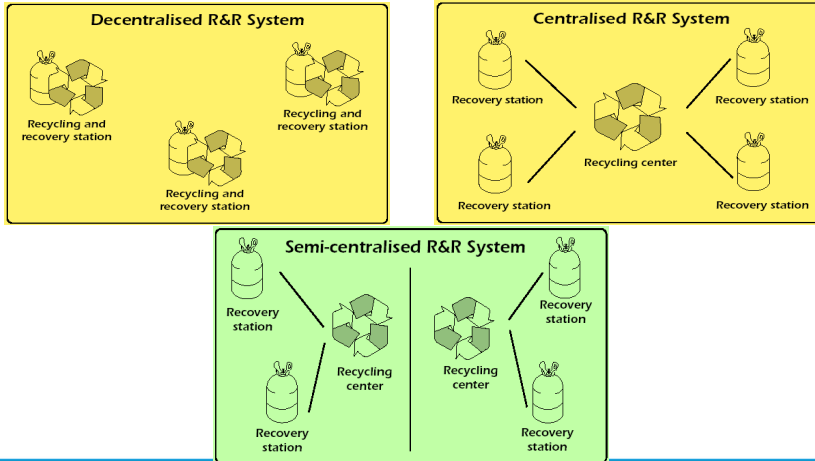 Decentralised R&R System
Recycling and
recovery station
Recycling and
recovery station
Recycling and
recovery station
Centralised R&R System
Recovery station
Recovery station
Recycling center
Recovery station
Recovery station
Semi-centralised R&R System
Recovery
station
Recovery
station
Recycling
center
Recycling
center
Recovery
station
Recovery
station